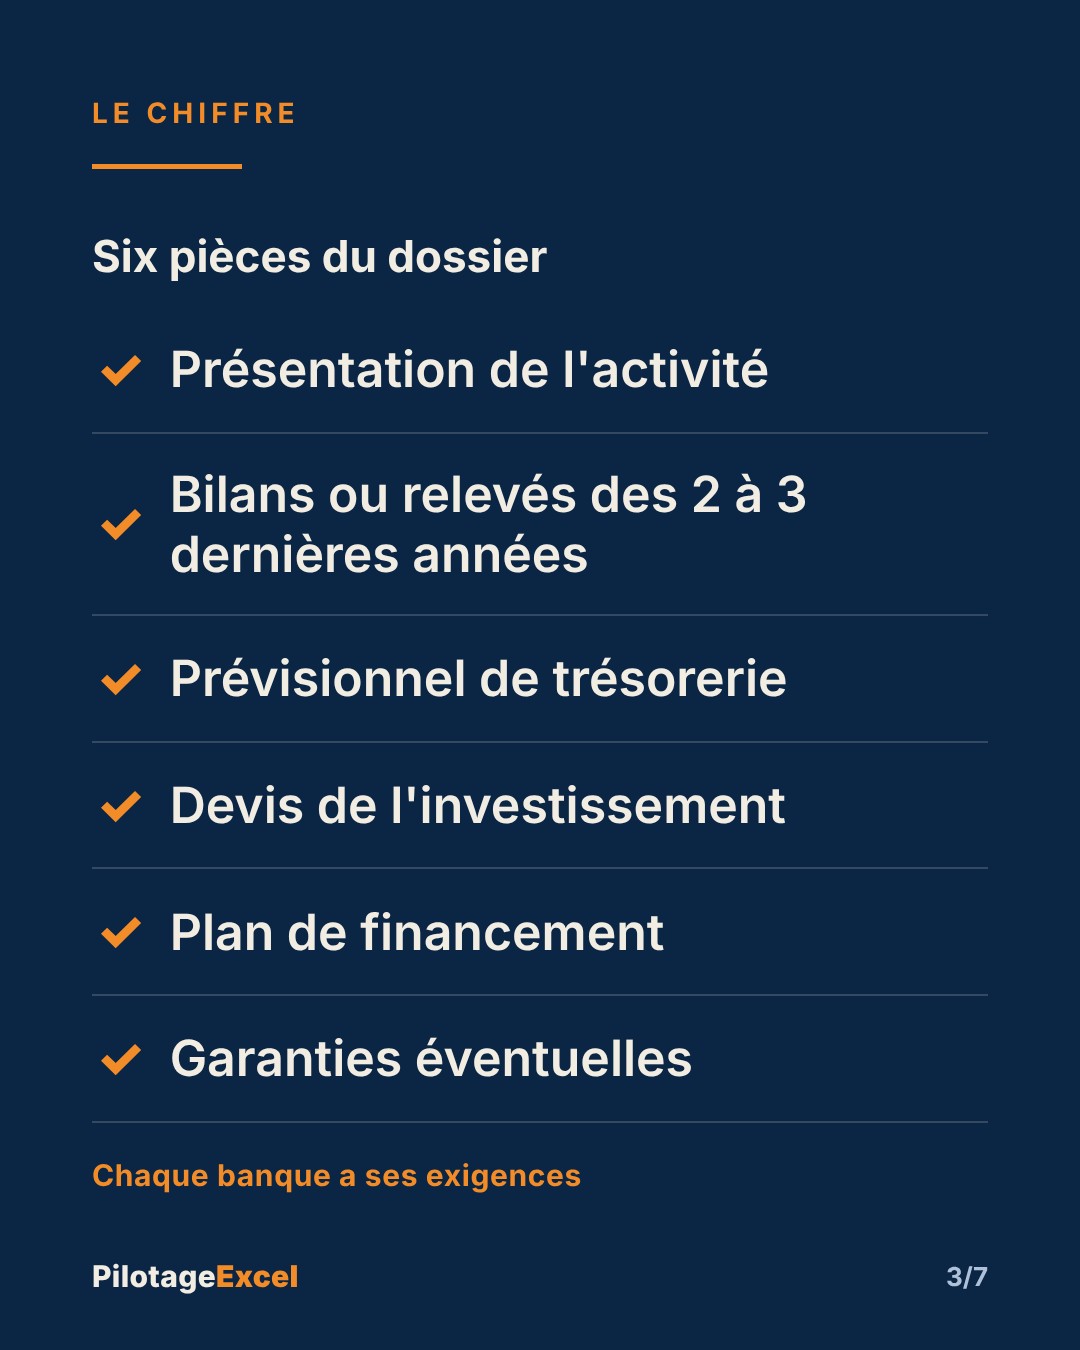 LE CHIFFRE
Six pièces du dossier
Présentation de l'activité
Bilans ou relevés des 2 à 3
dernières années
Prévisionnel de trésorerie
Devis de l'investissement
Plan de financement
Garanties éventuelles
Chaque banque a ses exigences
PilotageExcel
3/7